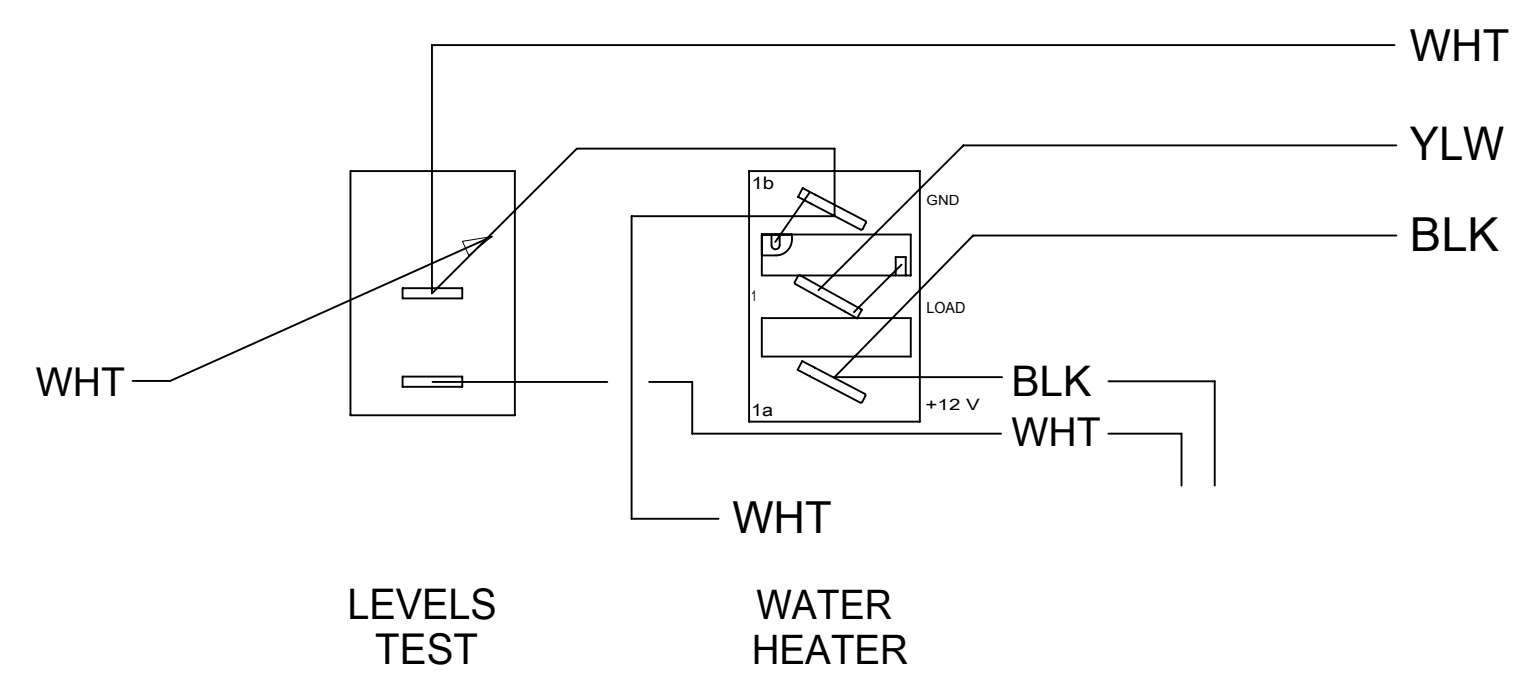 WHT
YLW
1b
GND
BLK
1
LOAD
WHT
BLK
1a
+12 V
WHT
WHT
LEVELS
TEST
WATER
HEATER